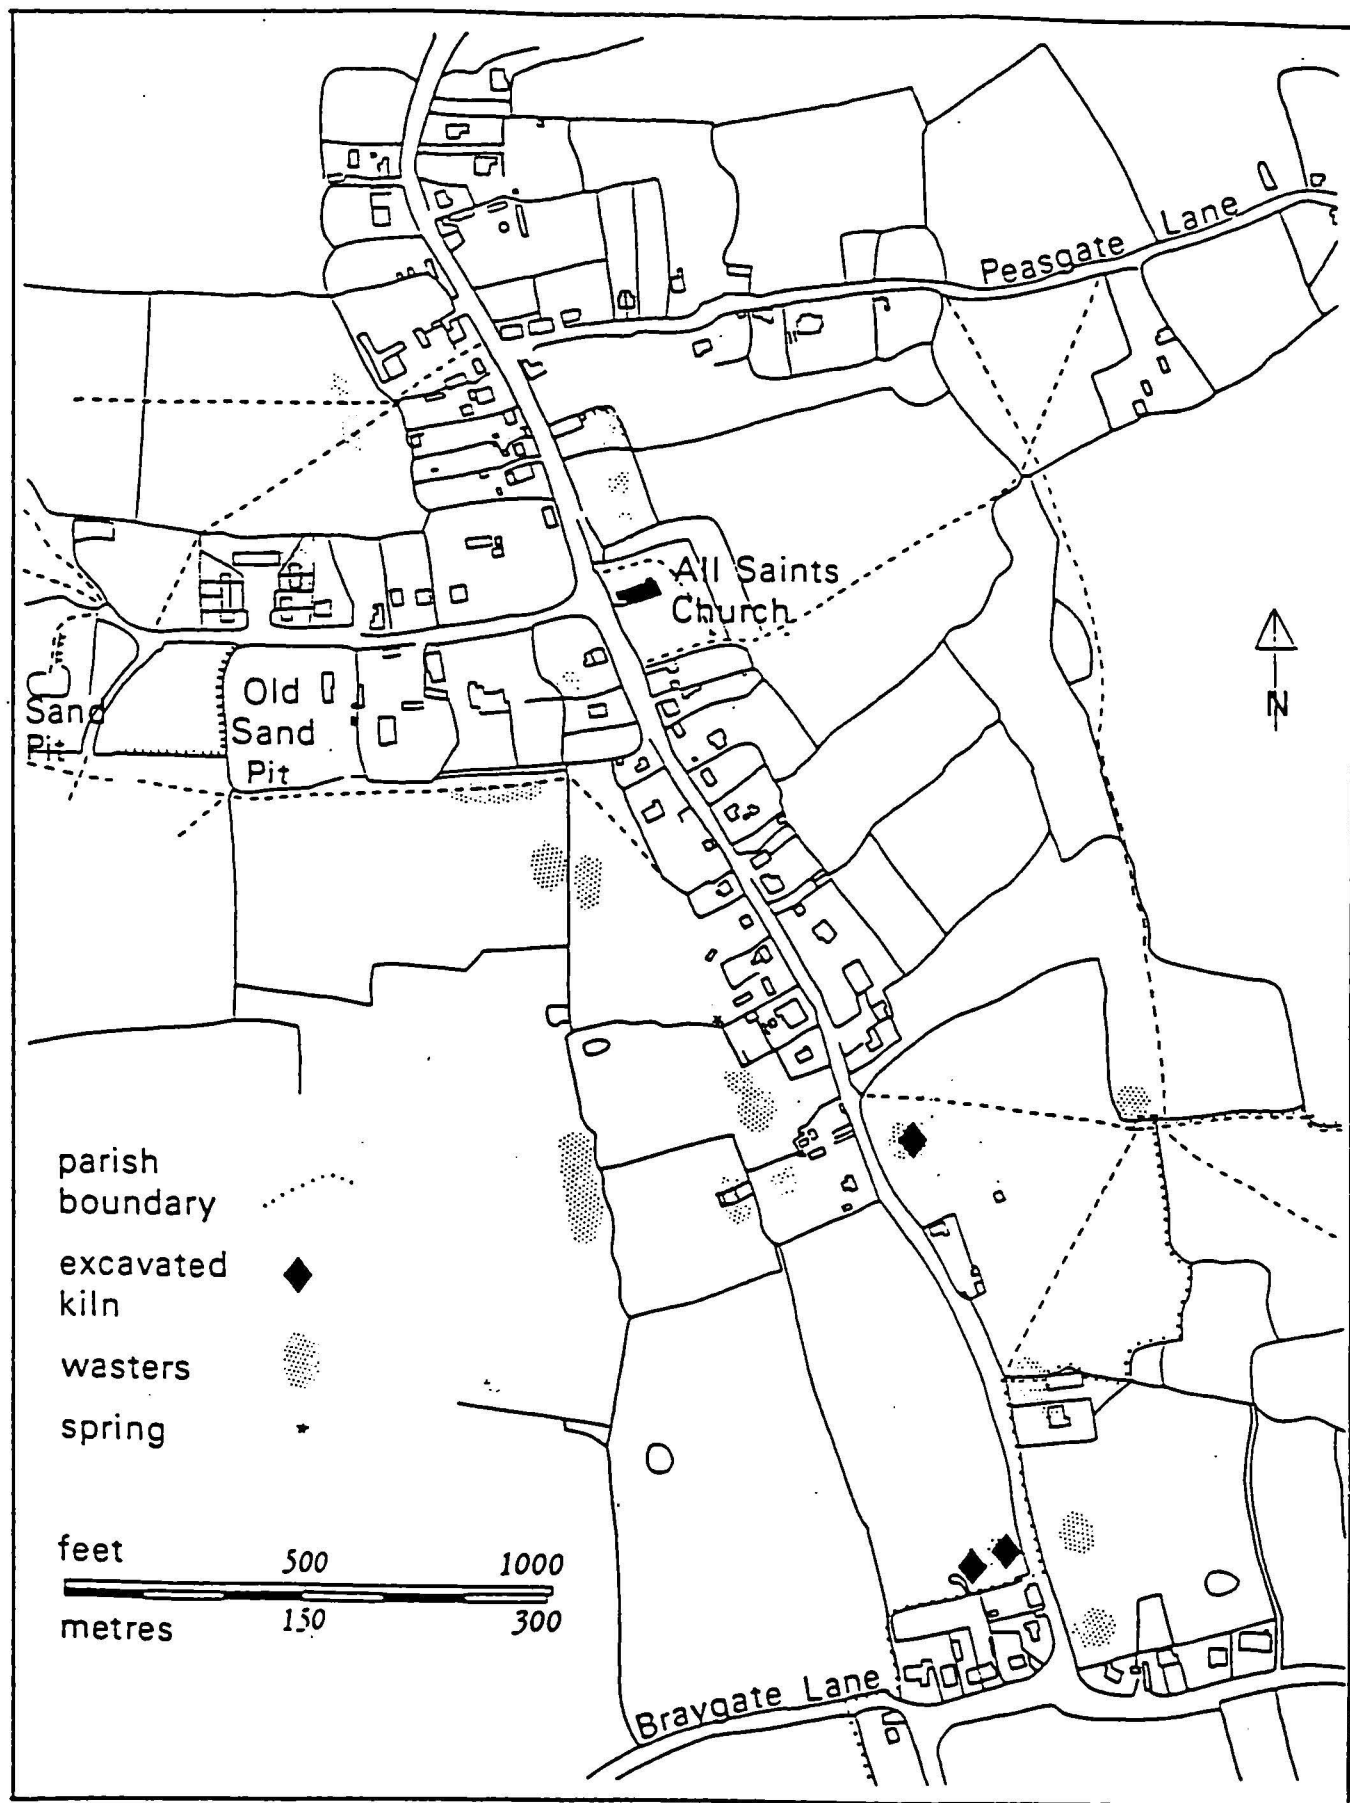 Peasgate Lane
All Saints
Church
Old
Sand
Pit
Sand
Pit
N
parish
boundary
excavated
kiln
wasters
spring
feet 500 1000
metres 150 300
Braygate Lane